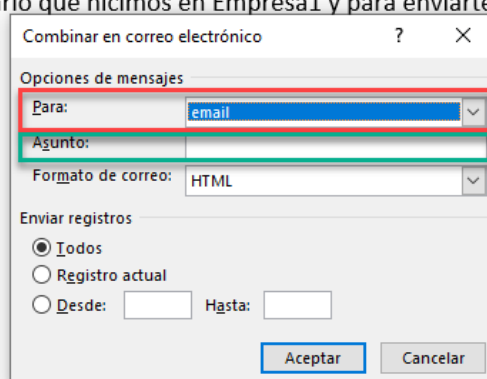 ario que hicimos en Empresa1 y para enviarte
Combinar en correo electrónico ? ×
Opciones de mensajes
Para: email
Asunto:
Formato de correo: HTML
Enviar registros
Todos
Registro actual
Desde: Hasta:
Aceptar Cancelar